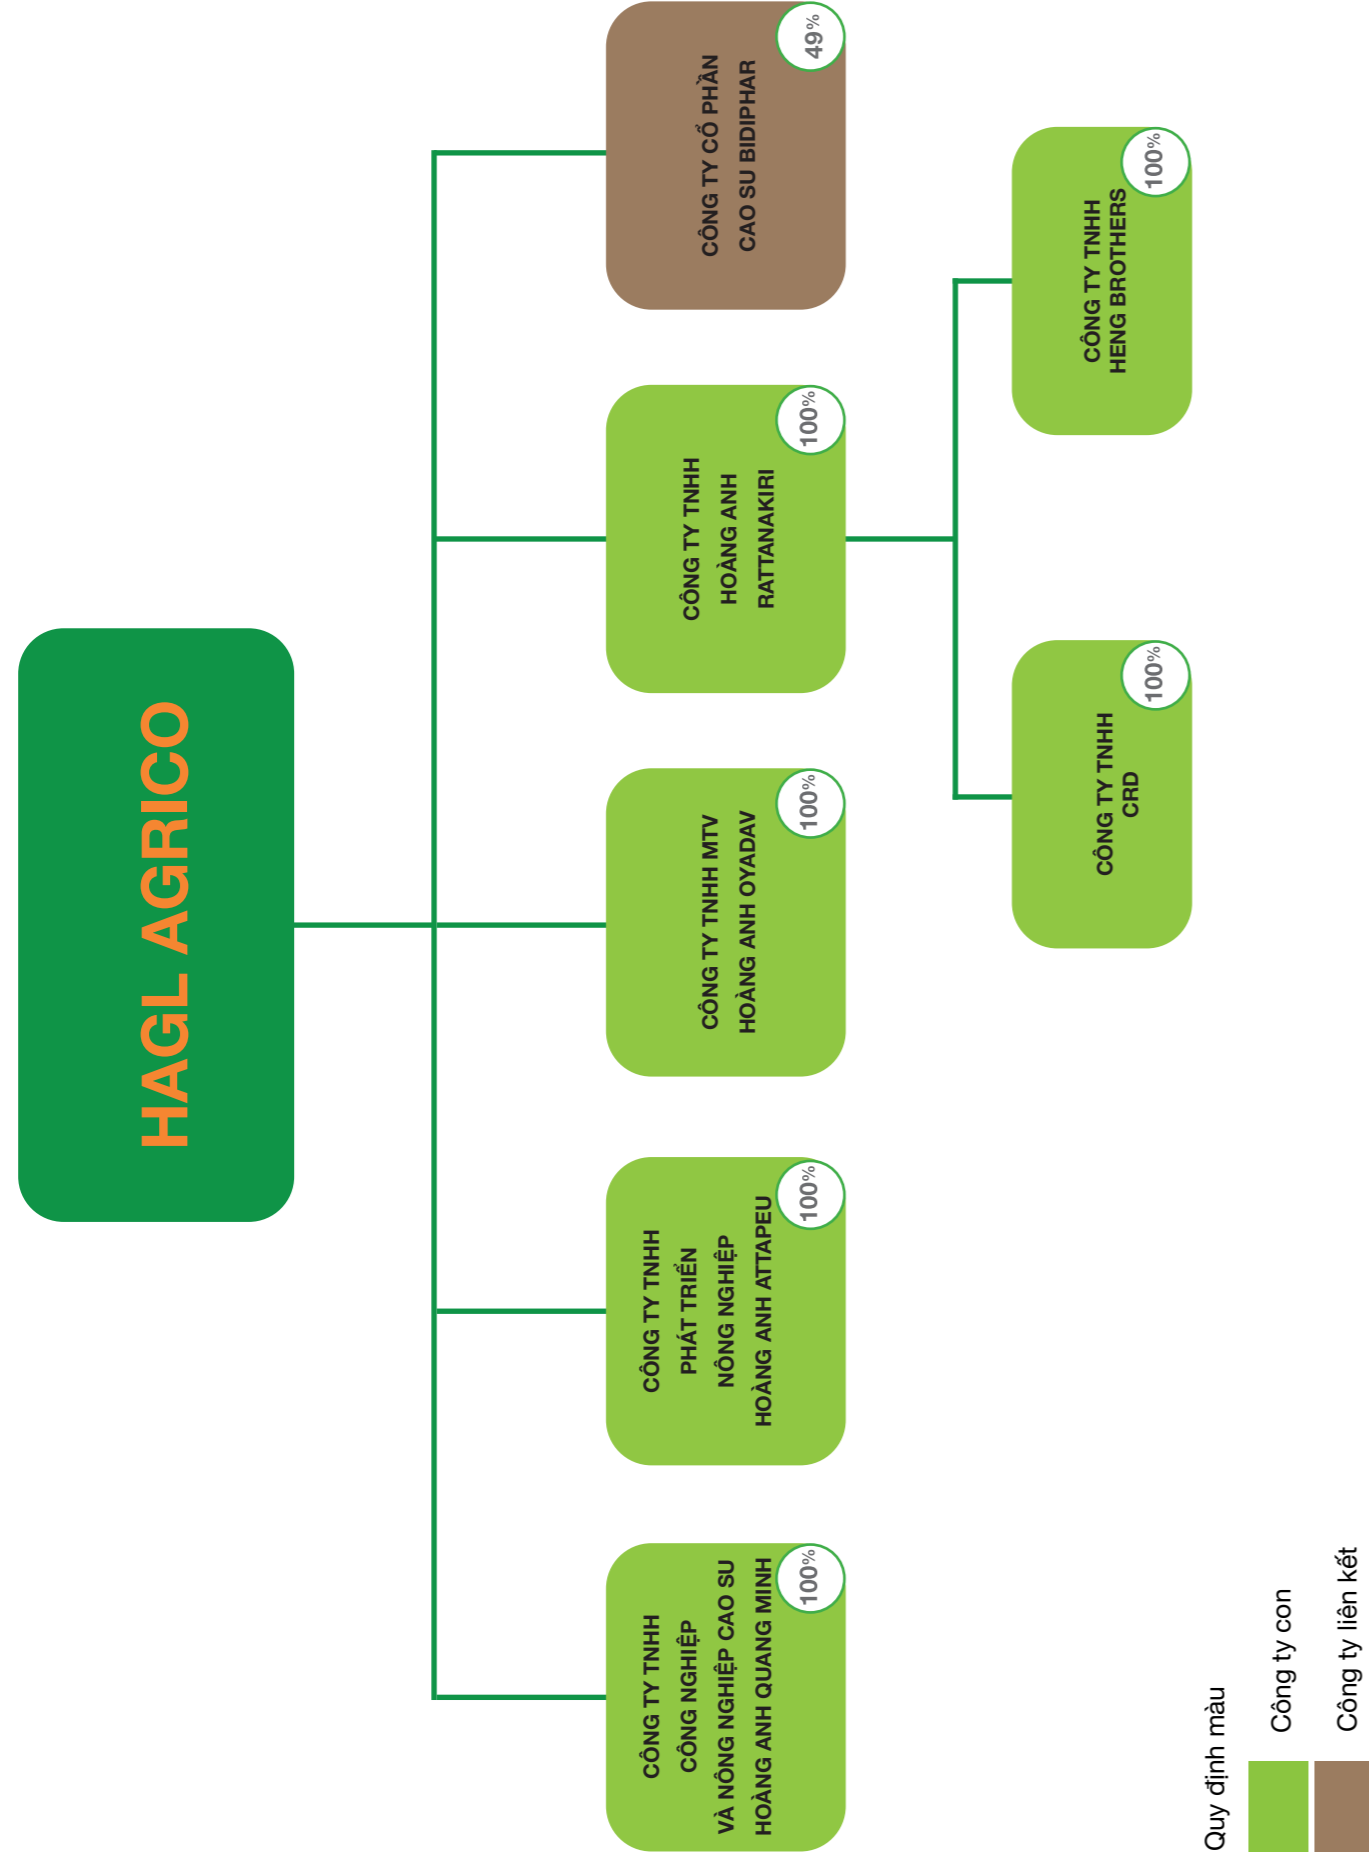 HAGL AGRICO
CÔNG TY TNHH
CÔNG NGHIỆP
VÀ NÔNG NGHIỆP CAO SU
HOÀNG ANH QUANG MINH
100%
CÔNG TY TNHH
PHÁT TRIỂN
NÔNG NGHIỆP
HOÀNG ANH ATTAPEU
100%
CÔNG TY TNHH MTV
HOÀNG ANH OYADAV
100%
CÔNG TY TNHH
HOÀNG ANH
RATTANAKIRI
100%
CÔNG TY CỔ PHẦN
CAO SU BIDIPHAR
49%
CÔNG TY TNHH
CRD
100%
CÔNG TY TNHH
HENG BROTHERS
100%
Quy định màu
Công ty con
Công ty liên kết